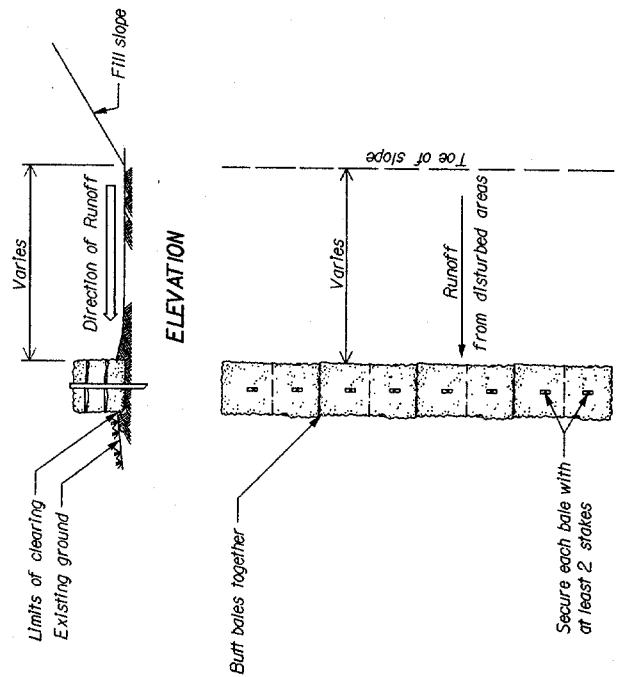 Fill slope
Varies
Direction of Runoff
Limits of clearing
Existing ground
ELEVATION
Toe of slope
Varies
Runoff
from disturbed areas
Butt bales together
Secure each bale with
at least 2 stakes